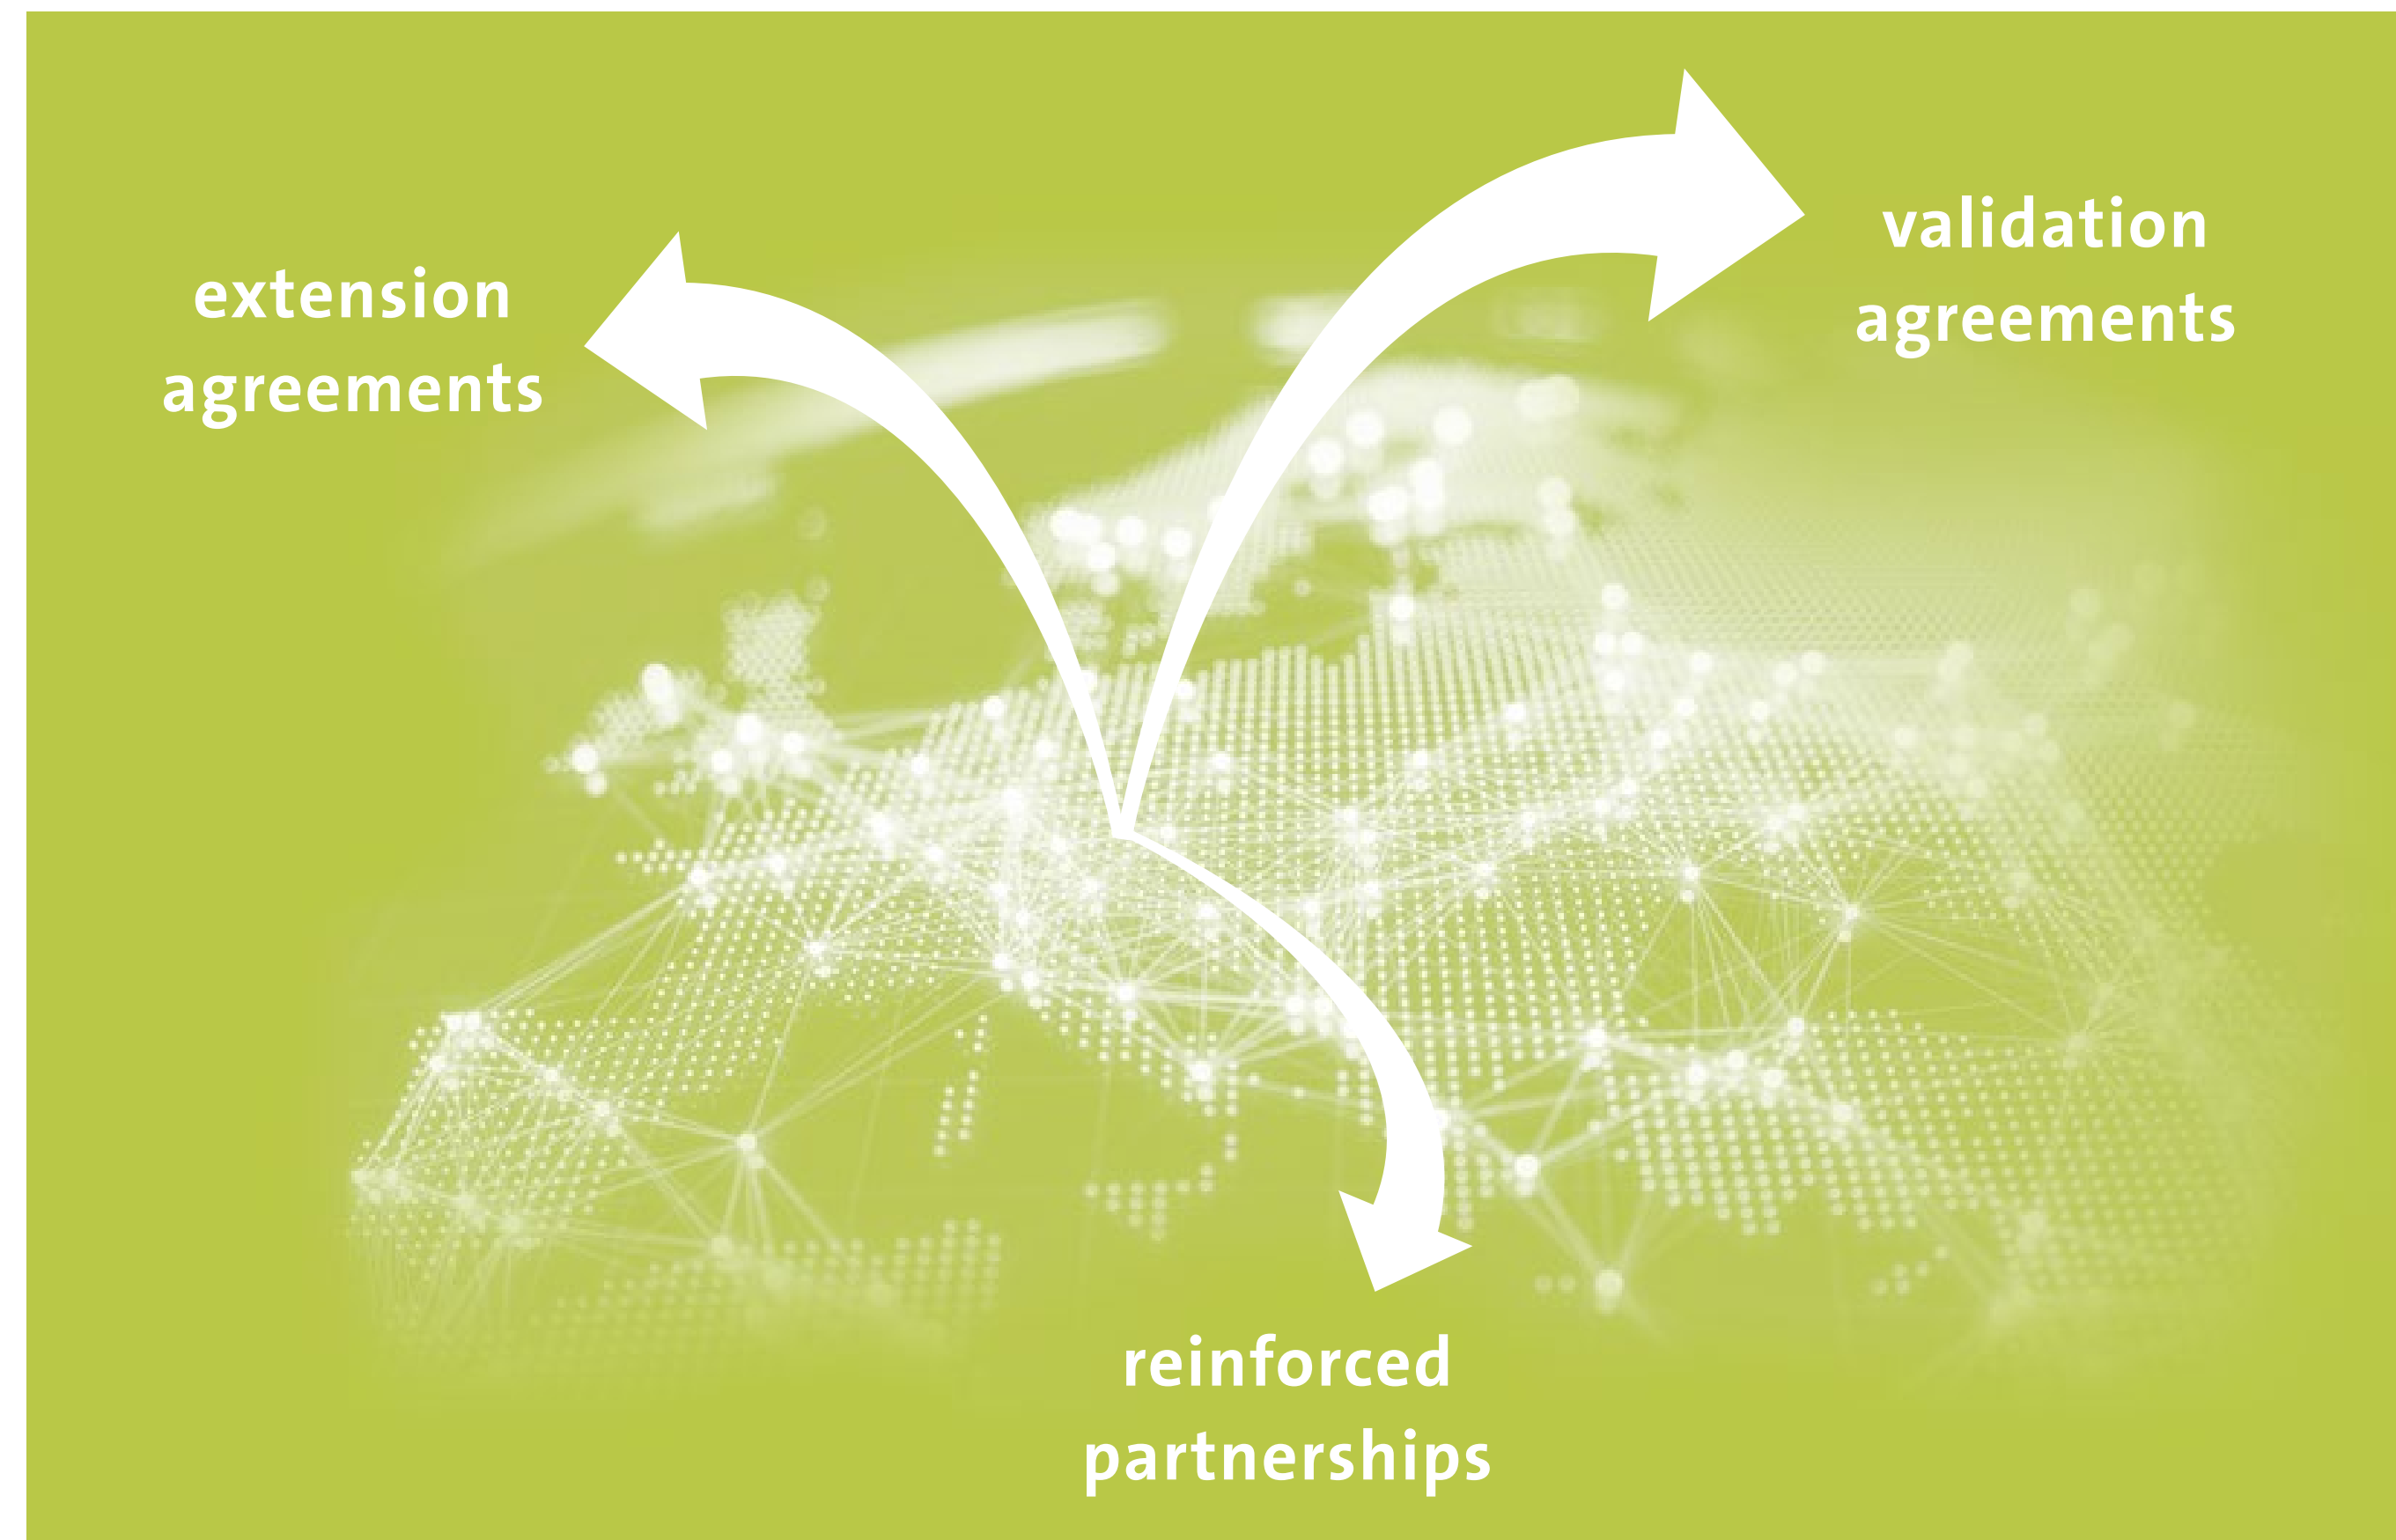 extension
agreements
validation
agreements
reinforced
partnerships